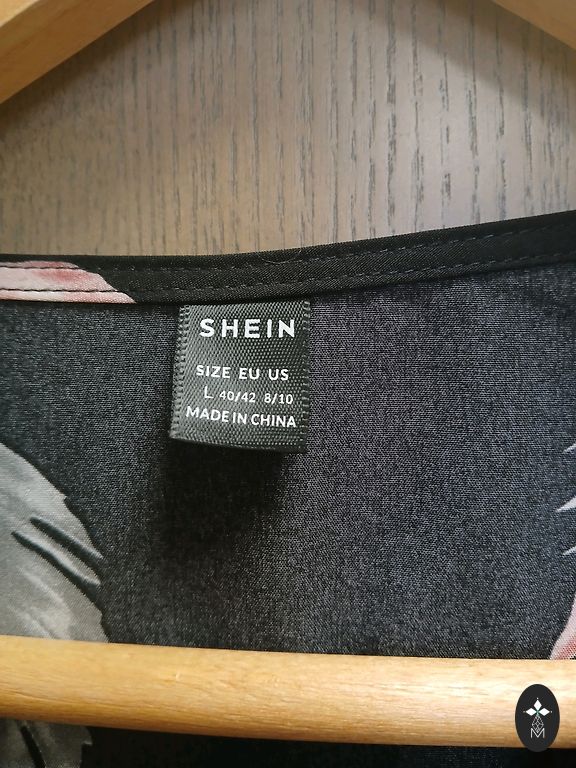 SHEIN
SIZE EU US
L 40/42 8/10
MADE IN CHINA
M